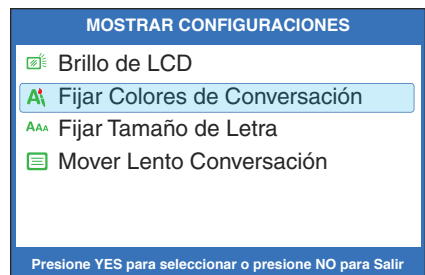 MOSTRAR CONFIGURACIONES
Brillo de LCD
Fijar Colores de Conversación
AAA Fijar Tamaño de Letra
Mover Lento Conversación
Presione YES para seleccionar o presione NO para Salir